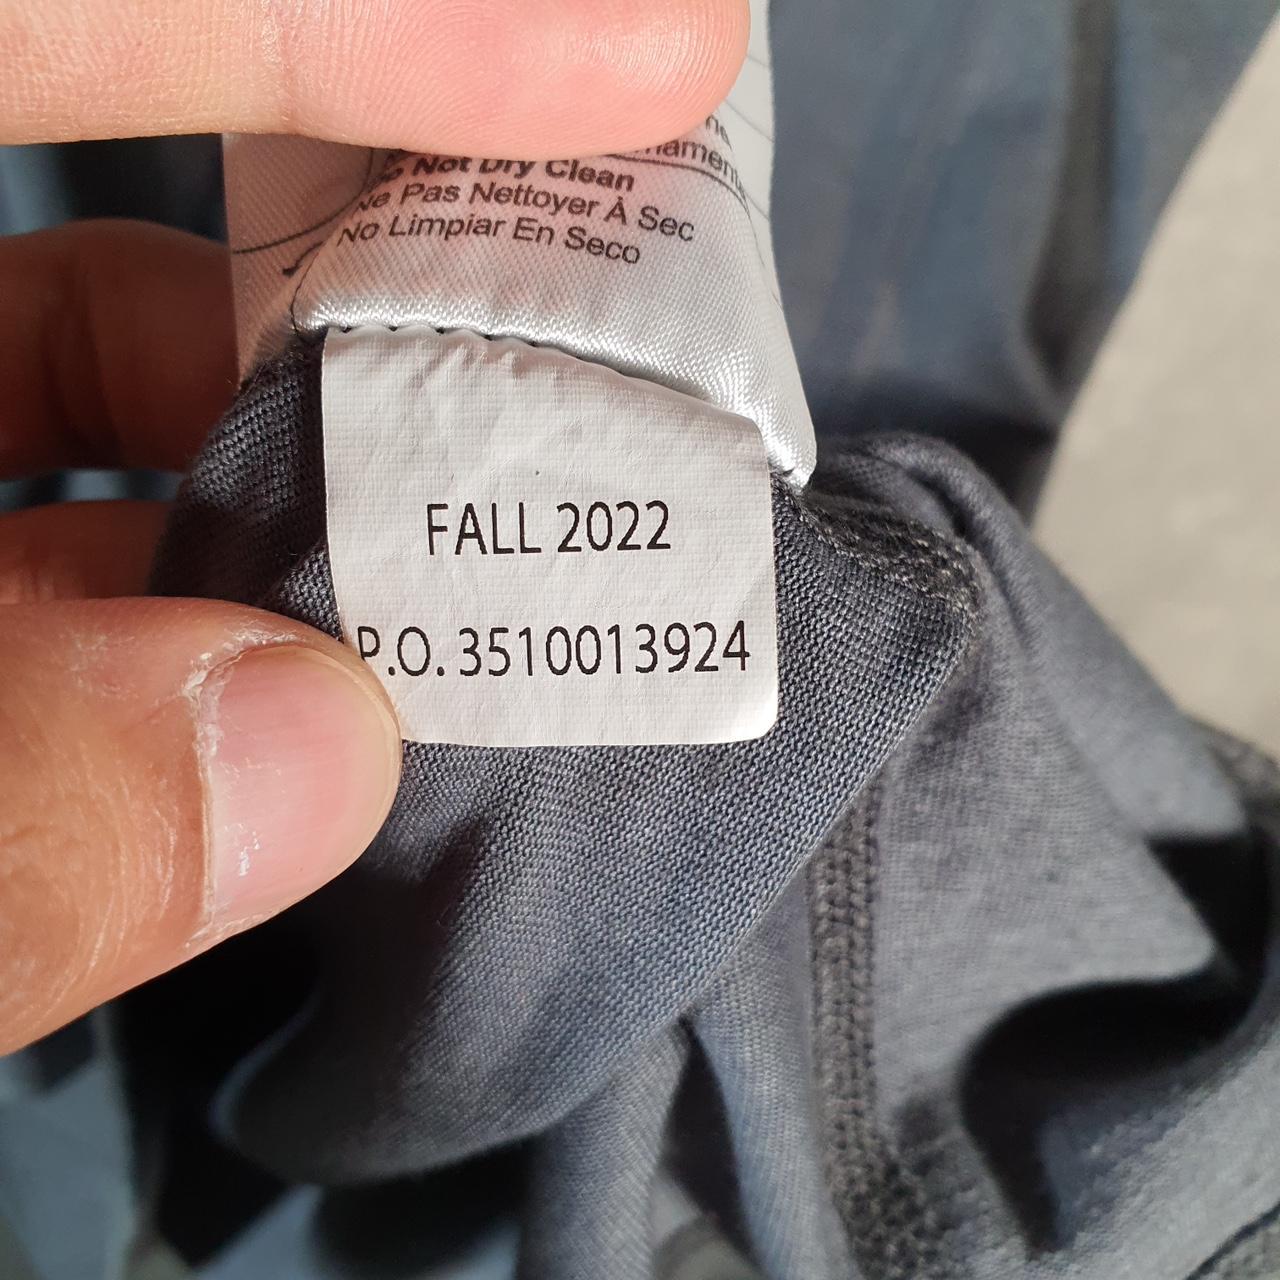 Not Dry Clean
Ne Pas Nettoyer À Sec
No Limpiar En Seco
FALL 2022
P.O. 3510013924